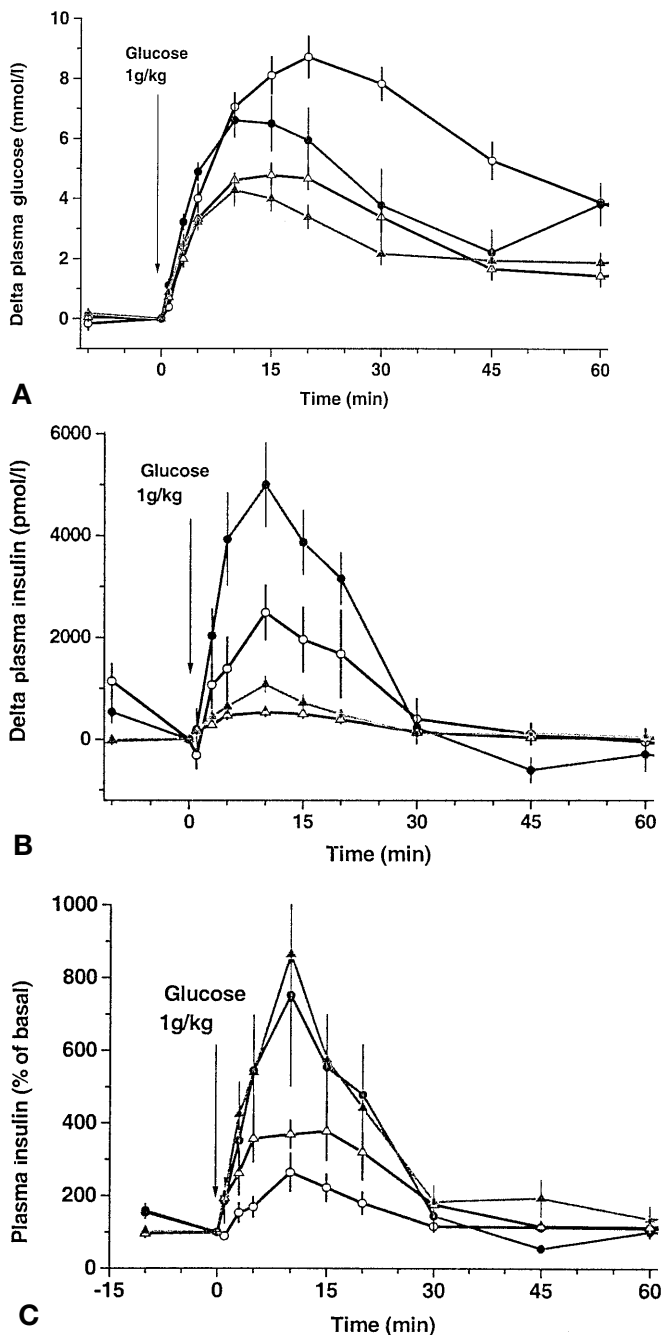 Delta plasma glucose (mmol/l)
10
8
6
4
2
0
Glucose
1g/kg
0
15
30
45
60
Time (min)
A
Delta plasma insulin (pmol/l)
6000
4000
2000
0
Glucose
1g/kg
0
15
30
45
60
Time (min)
B
Plasma insulin (% of basal)
1000
800
600
400
200
0
Glucose
1g/kg
-15
0
15
30
45
60
Time (min)
C